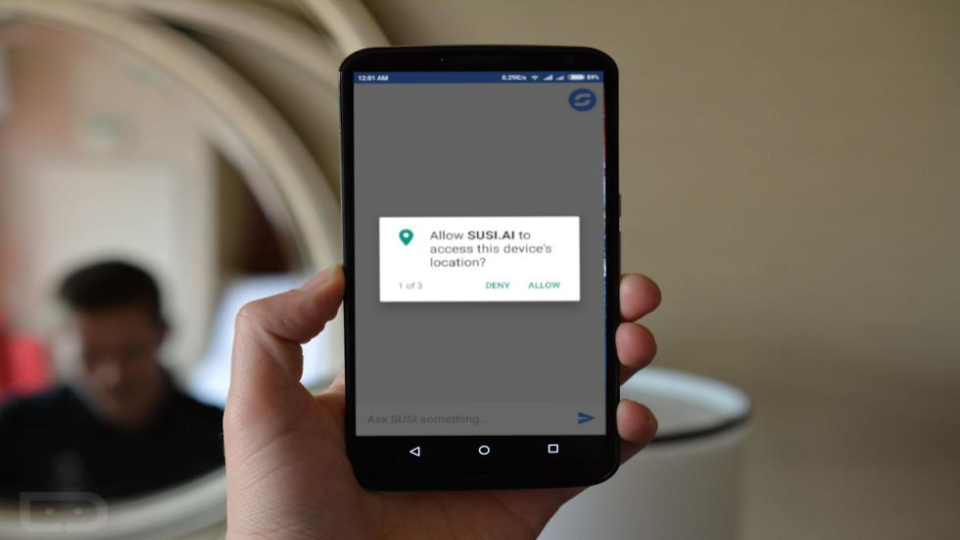 12:01 AM 0.29K/s 89%
Allow SUSI.AI to
access this device's
location?
1 of 3 DENY ALLOW
Ask SUSI something...